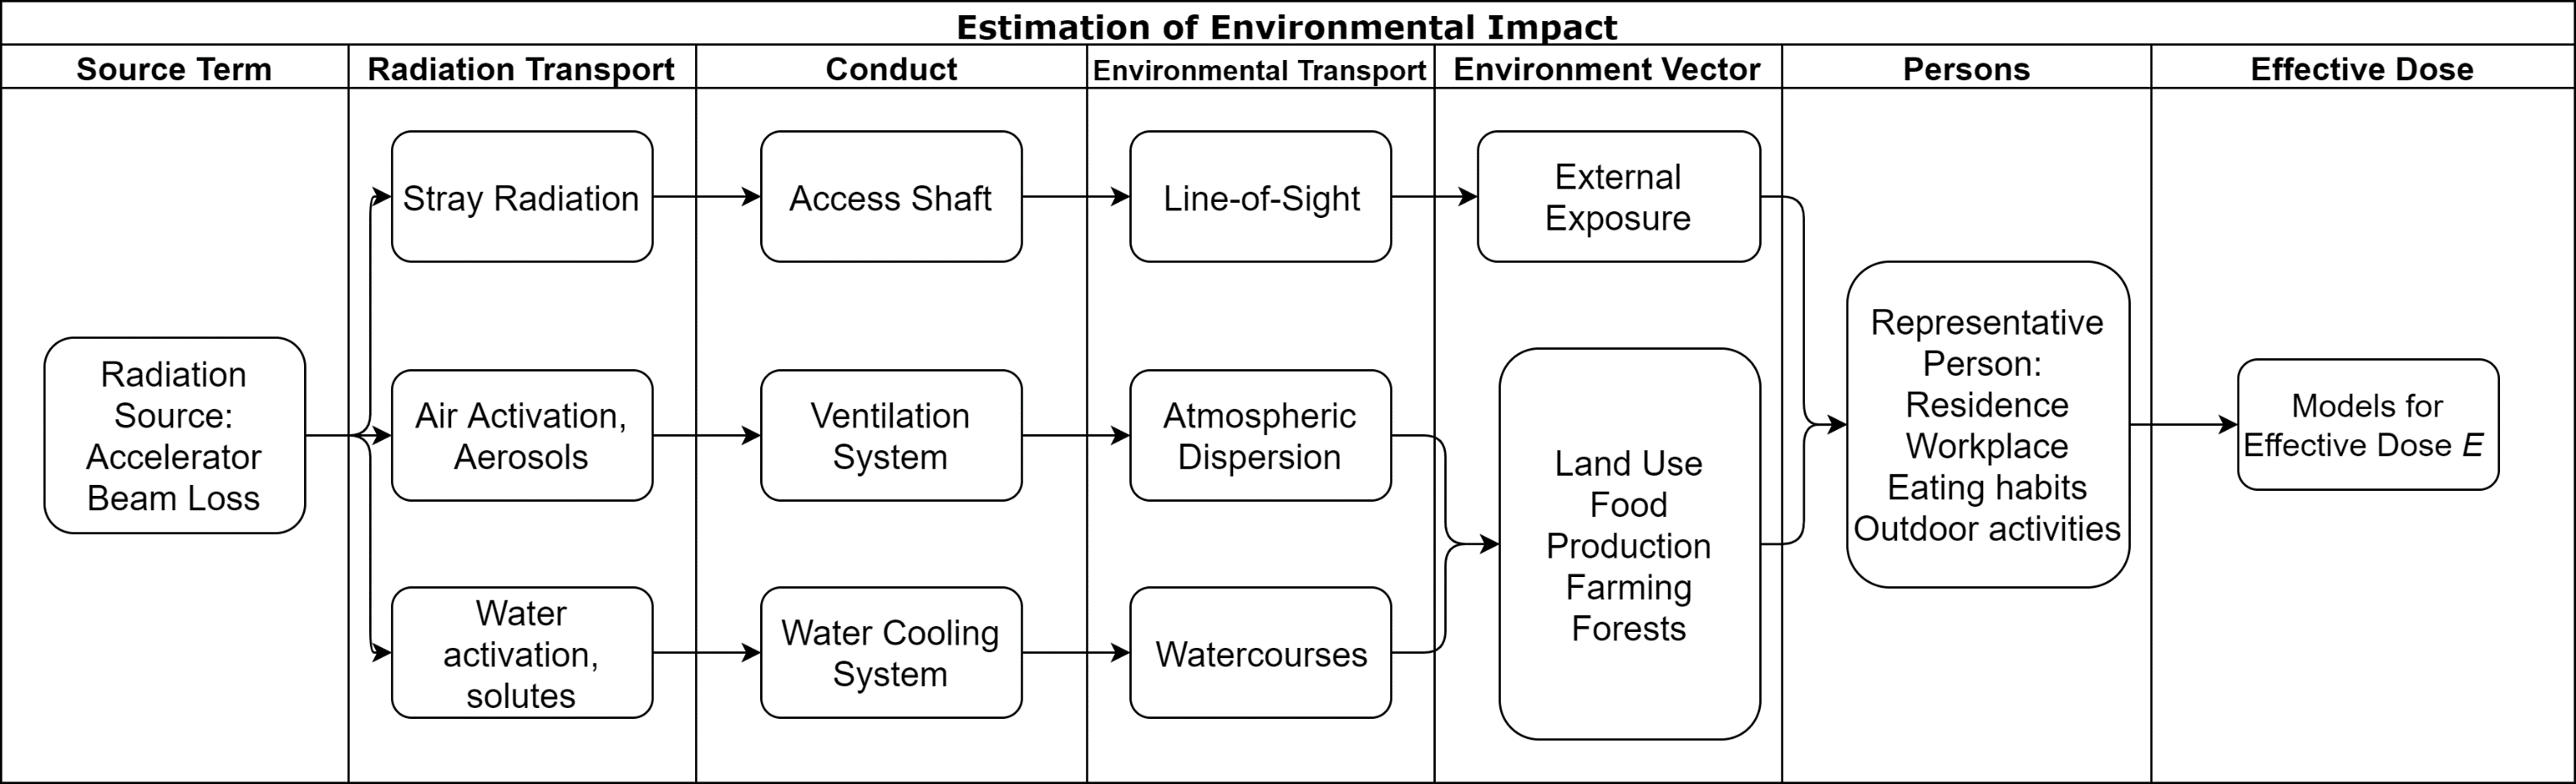 Estimation of Environmental Impact
Source Term
Radiation Transport
Conduct
Environmental Transport
Environment Vector
Persons
Effective Dose
Radiation
Source:
Accelerator
Beam Loss
Stray Radiation
Access Shaft
Line-of-Sight
External
Exposure
Air Activation,
Aerosols
Ventilation
System
Atmospheric
Dispersion
Water
activation,
solutes
Water Cooling
System
Watercourses
Land Use
Food
Production
Farming
Forests
Representative
Person:
Residence
Workplace
Eating habits
Outdoor activities
Models for
Effective Dose E